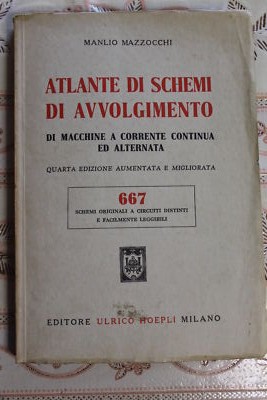 MANLIO MAZZOCCHI
ATLANTE DI SCHEMI
DI AVVOLGIMENTO
DI MACCHINE A CORRENTE CONTINUA
ED ALTERNATA
QUARTA EDIZIONE AUMENTATA E MIGLIORATA
667
SCHEMI ORIGINALI A CIRCUITI DISTINTI
E FACILMENTE LEGGIBILI
EDITORE ULRICO HOEPLI MILANO